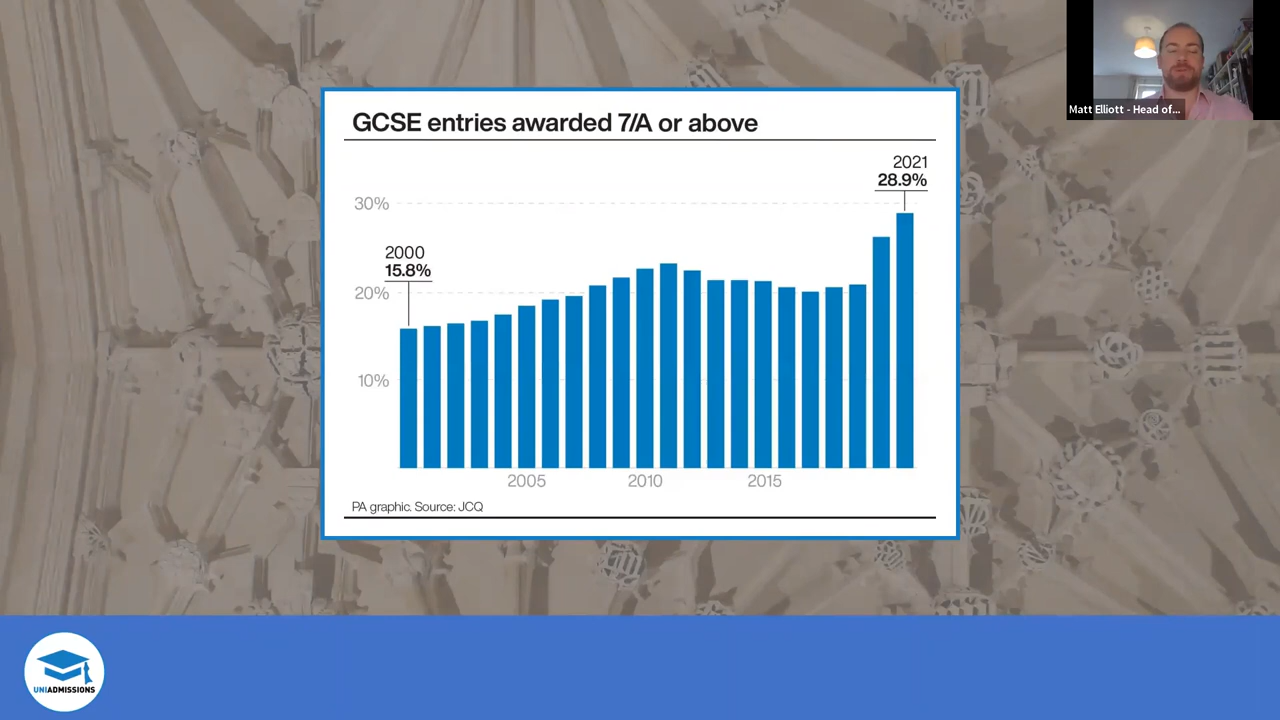 Matt Elliott - Head of...
GCSE entries awarded 7/A or above
2021
28.9%
30%
2000
15.8%
20%
10%
2005 2010 2015
PA graphic. Source: JCQ
UNIADMISSIONS